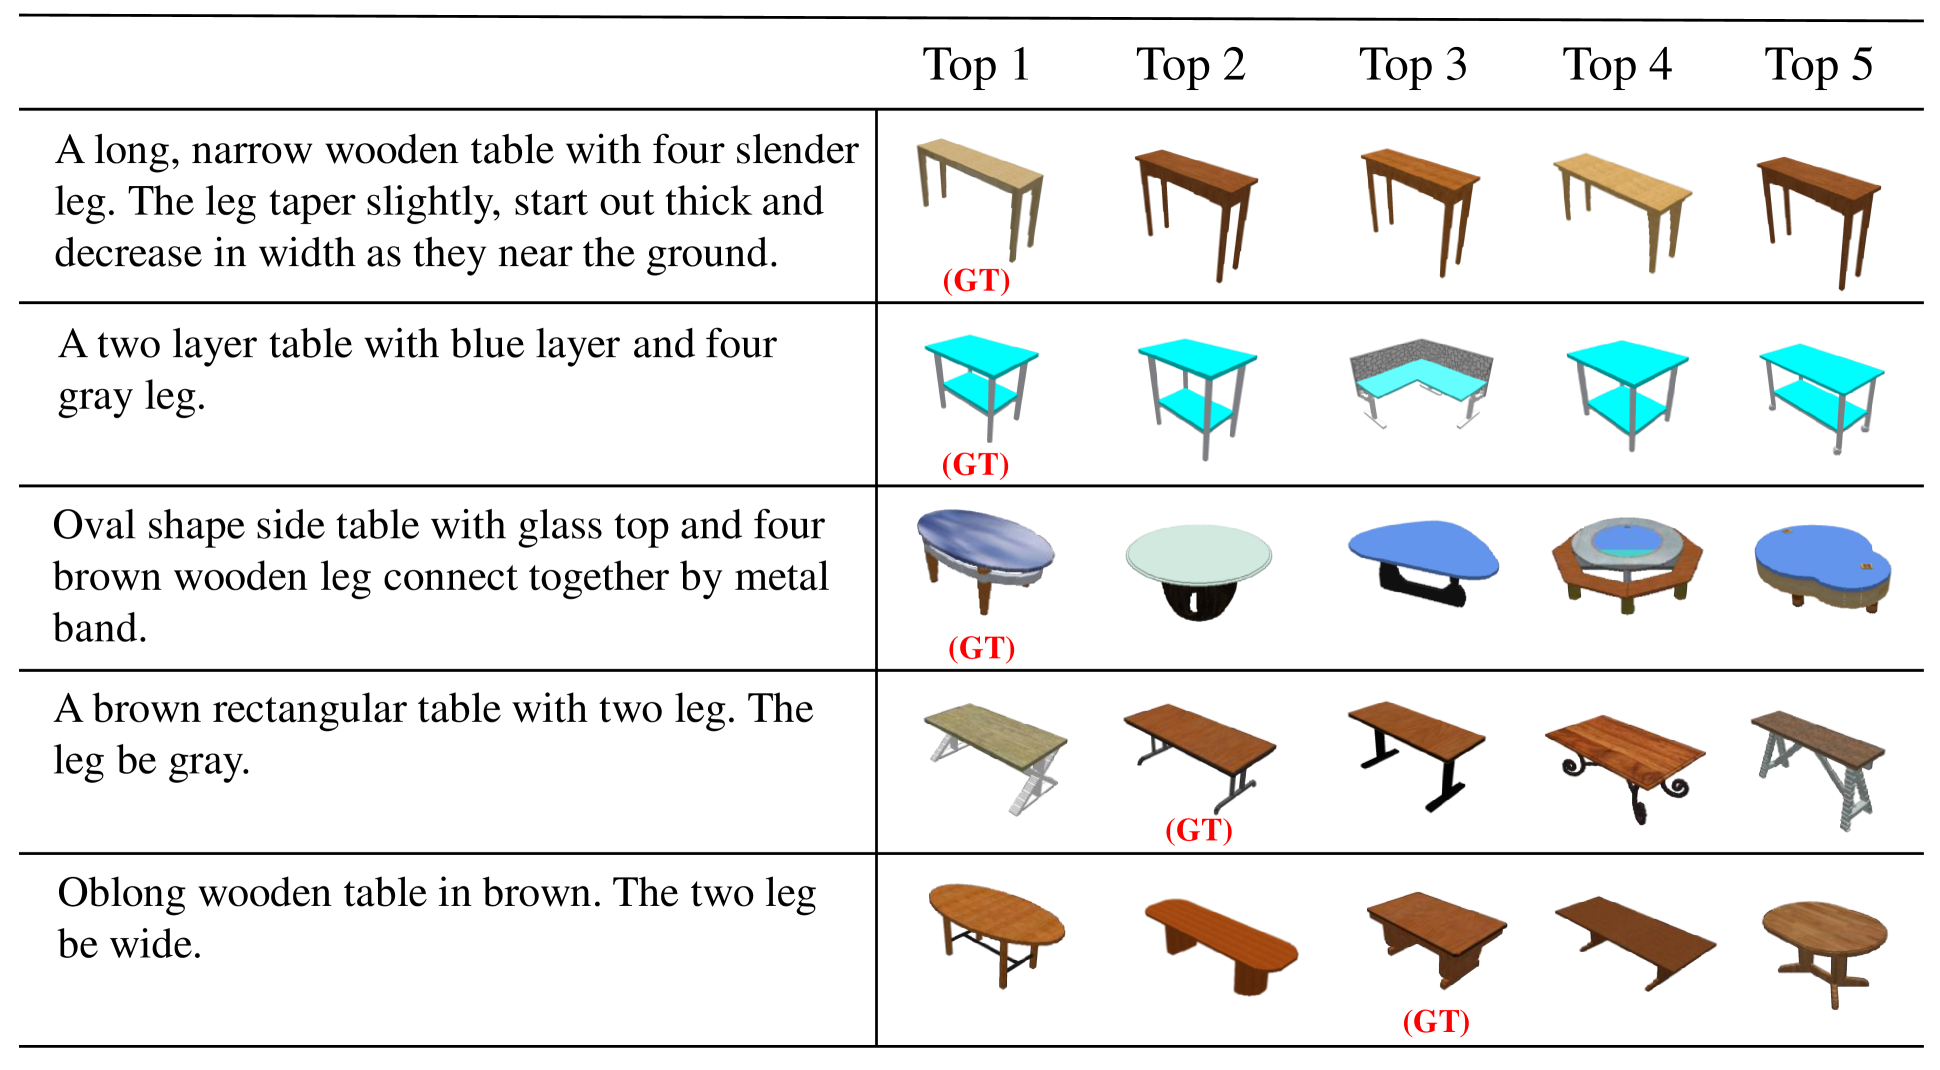 Top 1 Top 2 Top 3 Top 4 Top 5
A long, narrow wooden table with four slender
leg. The leg taper slightly, start out thick and
decrease in width as they near the ground.
(GT)
A two layer table with blue layer and four
gray leg.
(GT)
Oval shape side table with glass top and four
brown wooden leg connect together by metal
band.
(GT)
A brown rectangular table with two leg. The
leg be gray.
(GT)
Oblong wooden table in brown. The two leg
be wide.
(GT)